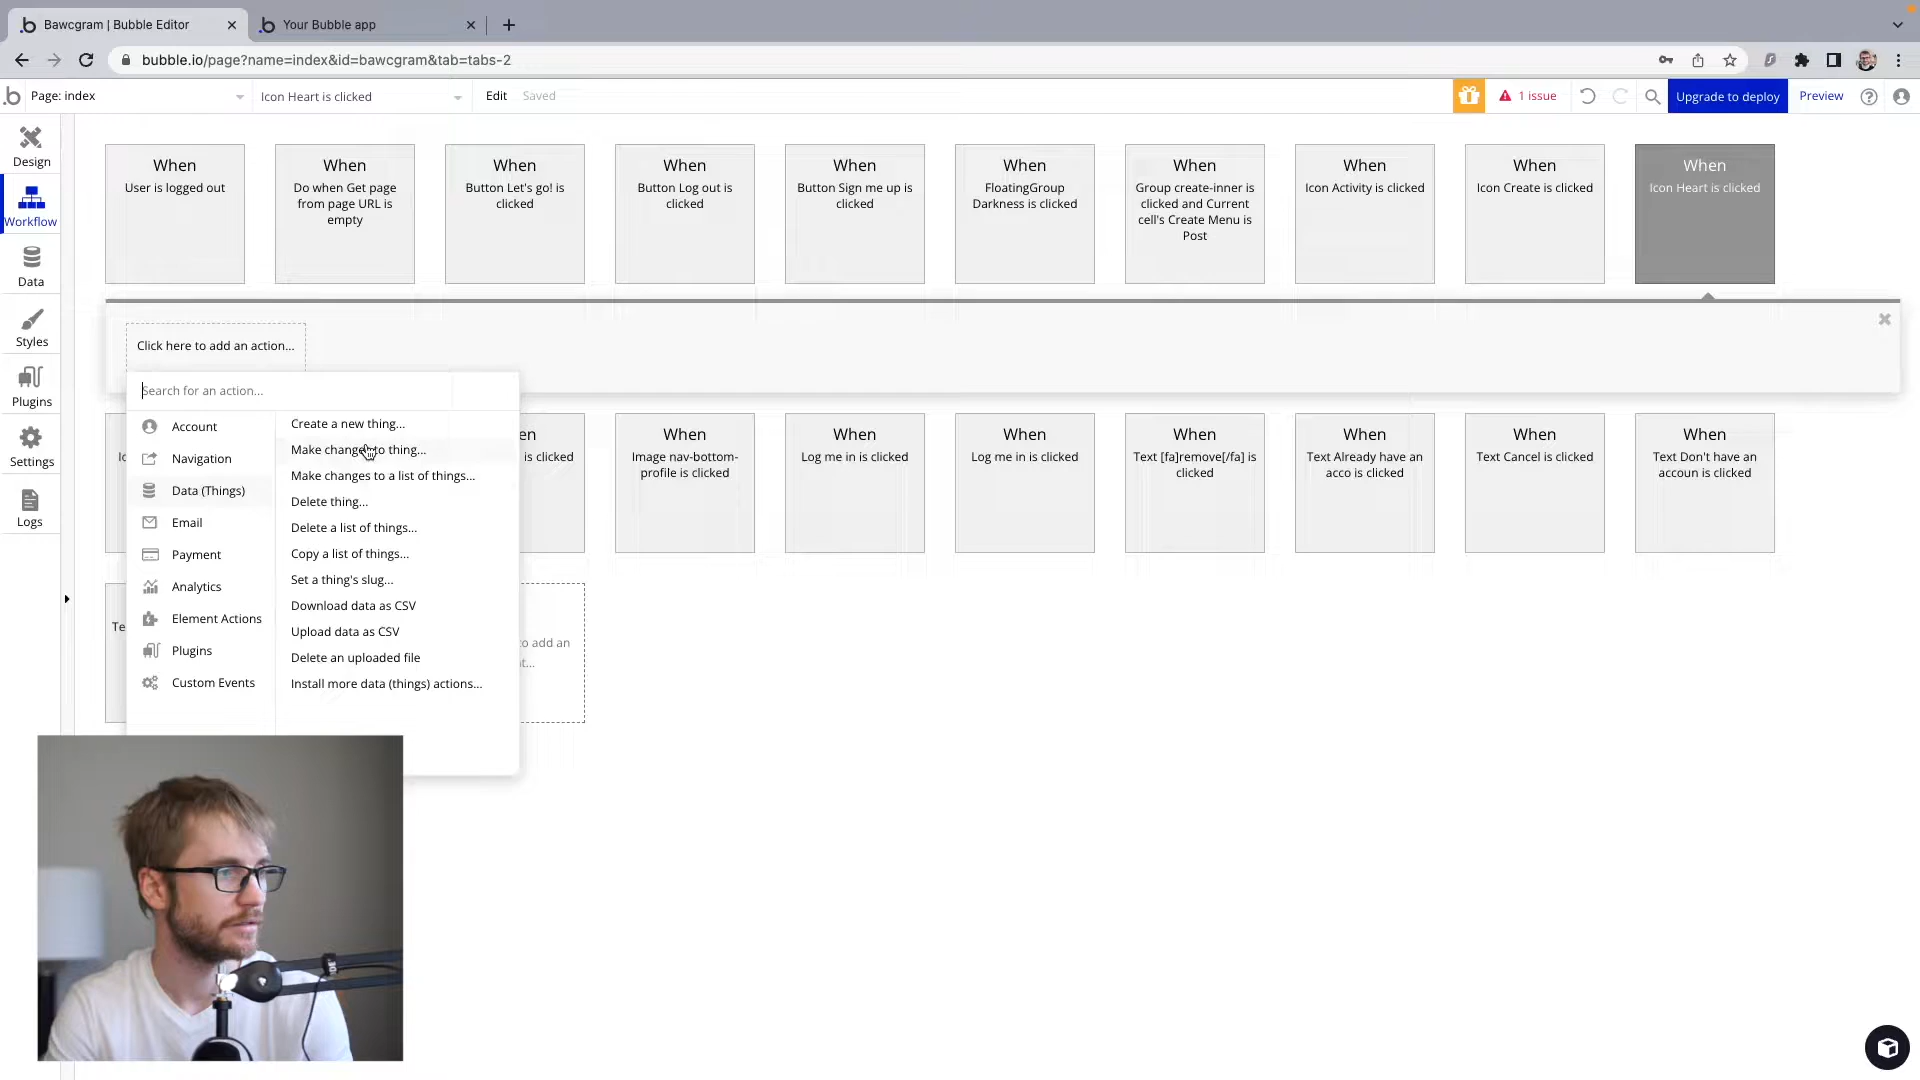 Bawcgram | Bubble Editor
Your Bubble app
bubble.io/page?name=index&id=bawcgram&tab=tabs-2
Page: index
Icon Heart is clicked
Edit
Saved
1 issue
Upgrade to deploy
Preview
Design
Workflow
Data
Styles
Plugins
Settings
Logs
When
User is logged out
When
Do when Get page
from page URL is
empty
When
Button Let's go! is
clicked
When
Button Log out is
clicked
When
Button Sign me up is
clicked
When
FloatingGroup
Darkness is clicked
When
Group create-inner is
clicked and Current
cell's Create Menu is
Post
When
Icon Activity is clicked
When
Icon Create is clicked
When
Icon Heart is clicked
Click here to add an action...
Search for an action...
Account
Navigation
Data (Things)
Email
Payment
Analytics
Element Actions
Plugins
Custom Events
Create a new thing...
Make changes to thing...
Make changes to a list of things...
Delete thing...
Delete a list of things...
Copy a list of things...
Set a thing's slug...
Download data as CSV
Upload data as CSV
Delete an uploaded file
Install more data (things) actions...
is clicked
When
Image nav-bottom-
profile is clicked
When
Log me in is clicked
When
Log me in is clicked
When
Text [fa]remove[/fa] is
clicked
When
Text Already have an
acco is clicked
When
Text Cancel is clicked
When
Text Don't have an
accoun is clicked
Te
to add an